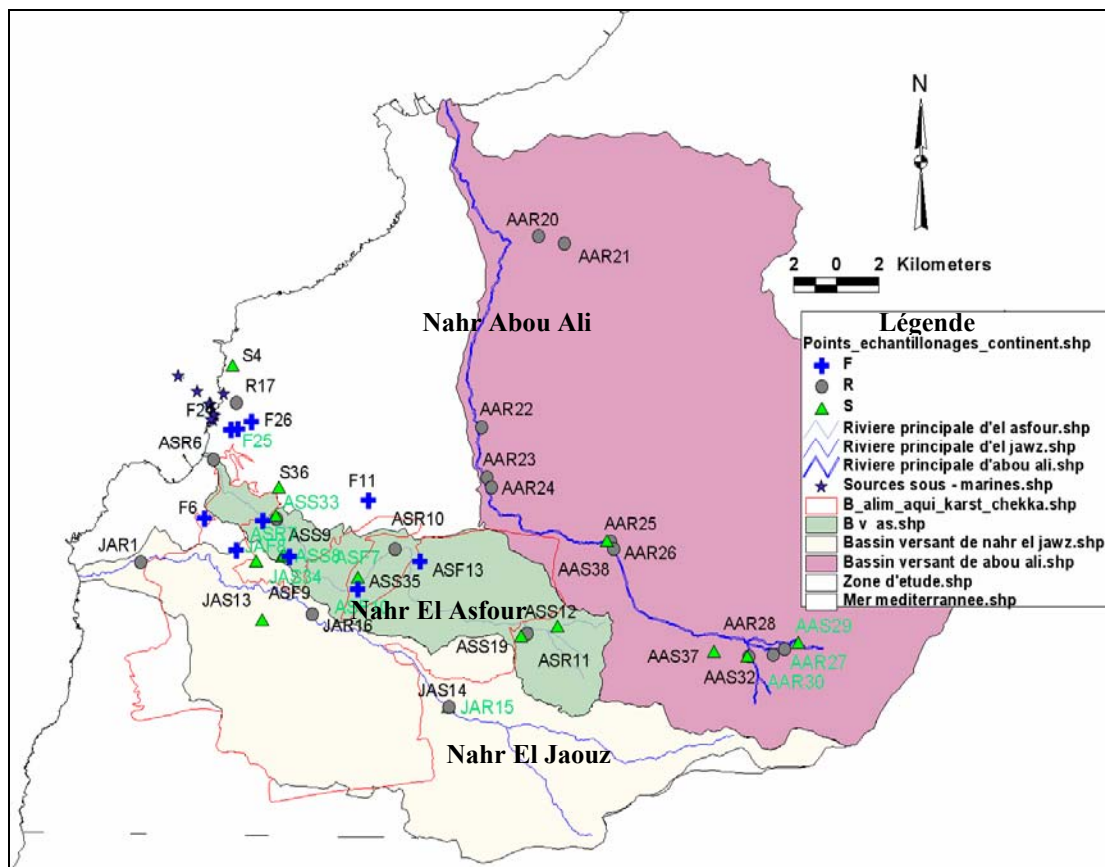 N
AAR20
AAR21
2 0 2 Kilometers
Nahr Abou Ali
Légende
Points_echantillonages_continent.shp
F
R
S
Riviere principale d'el asfour.shp
Riviere principale d'el jawz.shp
Riviere principale d'abou ali.shp
Sources sous - marines.shp
B_alim_aqui_karst_chekka.shp
B v as.shp
Bassin versant de nahr el jawz.shp
Bassin versant de abou ali.shp
Zone d'etude.shp
Mer mediterrannee.shp
S4
R17
F26
F25
AAR22
ASR6
AAR23
AAR24
S36
F11
ASS33
F6
ASS9
ASR10
AAR25
AAR26
JAR1
ASS8
ASF7
ASF13
AAS38
JAS34
ASS35
JAS13
ASF9
Nahr El Asfour
ASS12
JAR16
ASS19
ASR11
AAR28
AAS29
AAS37
AAR27
AAS32
AAR30
JAS14
JAR15
Nahr El Jaouz